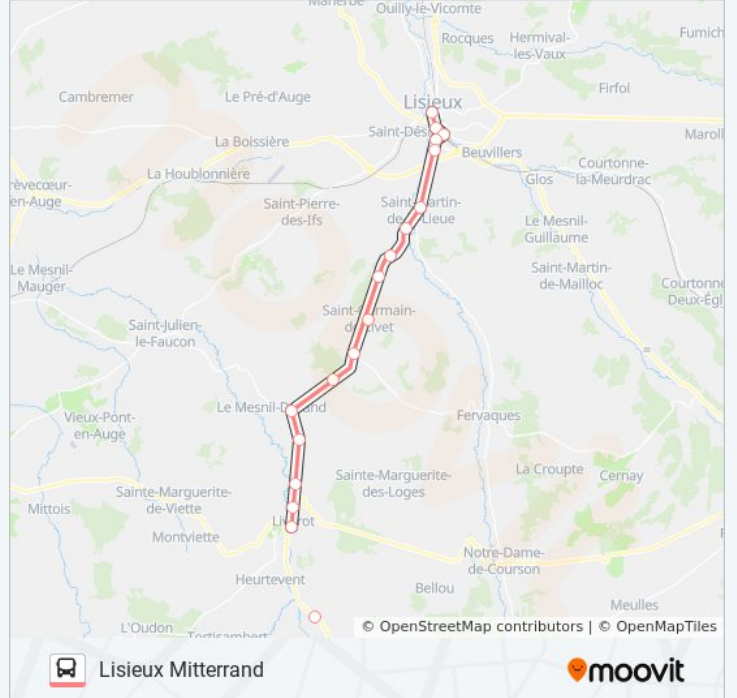 Ouilly-le-Vicomte
Rocques
Hermival-
les-Vaux
Firfol
Cambremer
Le Pré-d'Auge
Lisieux
Saint-Dés
La Boissière
Beuvillers
Maroll
La Houblonnière
Courtonne-
la-Meurdrac
Glos
rèvecœur-
en-Auge
Saint-Pierre-
des-Ifs
Saint-Martin-
de-la-Lieue
Le Mesnil-
Guillaume
Le Mesnil-
Mauger
Saint-Martin-
de-Mailloc
Courtonne
Deux-Égl
Saint-Julien
le-Faucon
Saint-Germain-
de-Livet
Le Mesnil-Durand
Vieux-Pont-
en-Auge
Fervaques
La Croupte
Cernay
Sainte-Marguerite-
des-Loges
Sainte-Marguerite-
de-Viette
Mittois
Livarot
Montviette
Notre-Dame-
de-Courson
Heurtevent
Bellou
Meulles
L'Oudon
Tortisambert
© OpenStreetMap contributors | © OpenMapTiles
Lisieux Mitterrand
moovit